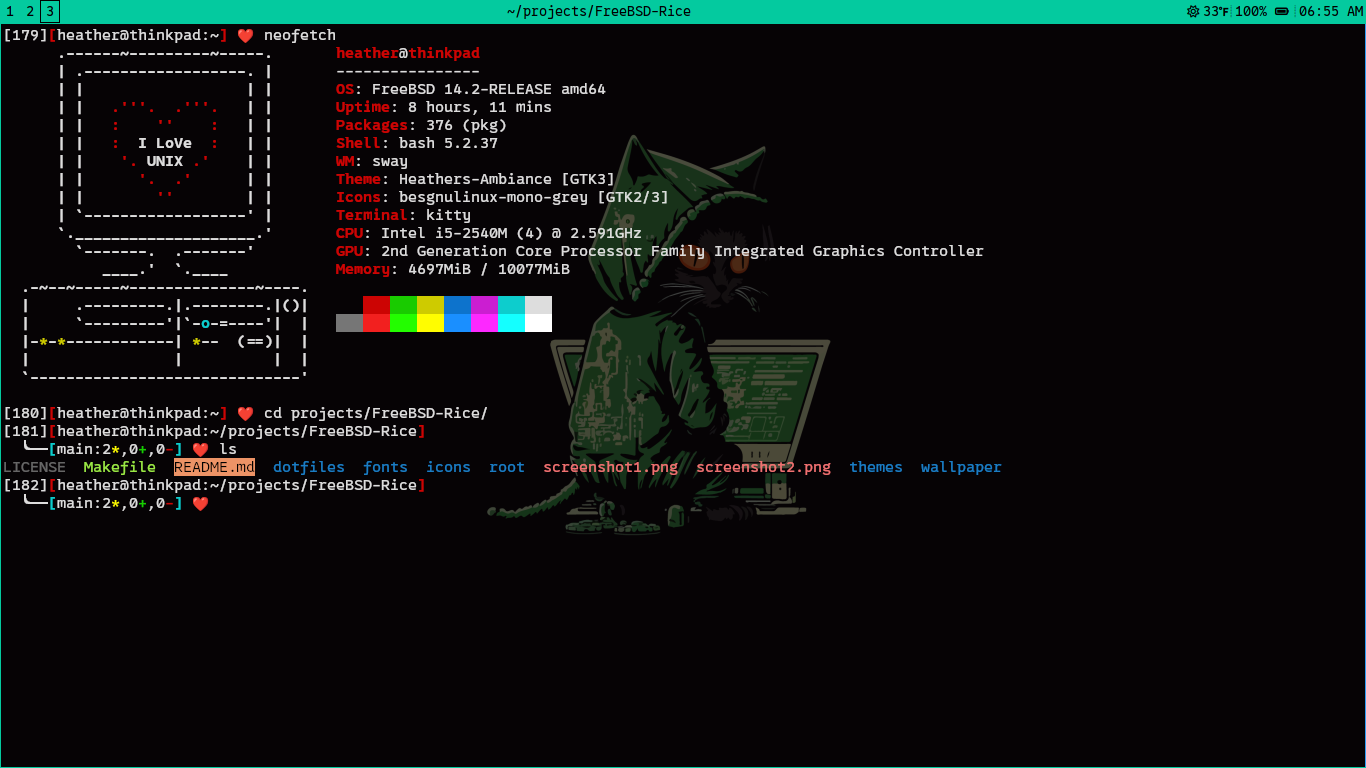 1 2 3 ~/projects/FreeBSD-Rice 33°F 100% 06:55 AM
[179][heather@thinkpad:~] ❤️ neofetch
heather@thinkpad
----------------
OS: FreeBSD 14.2-RELEASE amd64
Uptime: 8 hours, 11 mins
Packages: 376 (pkg)
Shell: bash 5.2.37
I LoVe
UNIX
WM: sway
Theme: Heathers-Ambiance [GTK3]
Icons: besgnulinux-mono-grey [GTK2/3]
Terminal: kitty
CPU: Intel i5-2540M (4) @ 2.591GHz
GPU: 2nd Generation Core Processor Family Integrated Graphics Controller
Memory: 4697MiB / 10077MiB
[180][heather@thinkpad:~] ❤️ cd projects/FreeBSD-Rice/
[181][heather@thinkpad:~/projects/FreeBSD-Rice]
╰──[main:2*,0+,0-] ❤️ ls
LICENSE Makefile README.md dotfiles fonts icons root screenshot1.png screenshot2.png themes wallpaper
[182][heather@thinkpad:~/projects/FreeBSD-Rice]
╰──[main:2*,0+,0-] ❤️